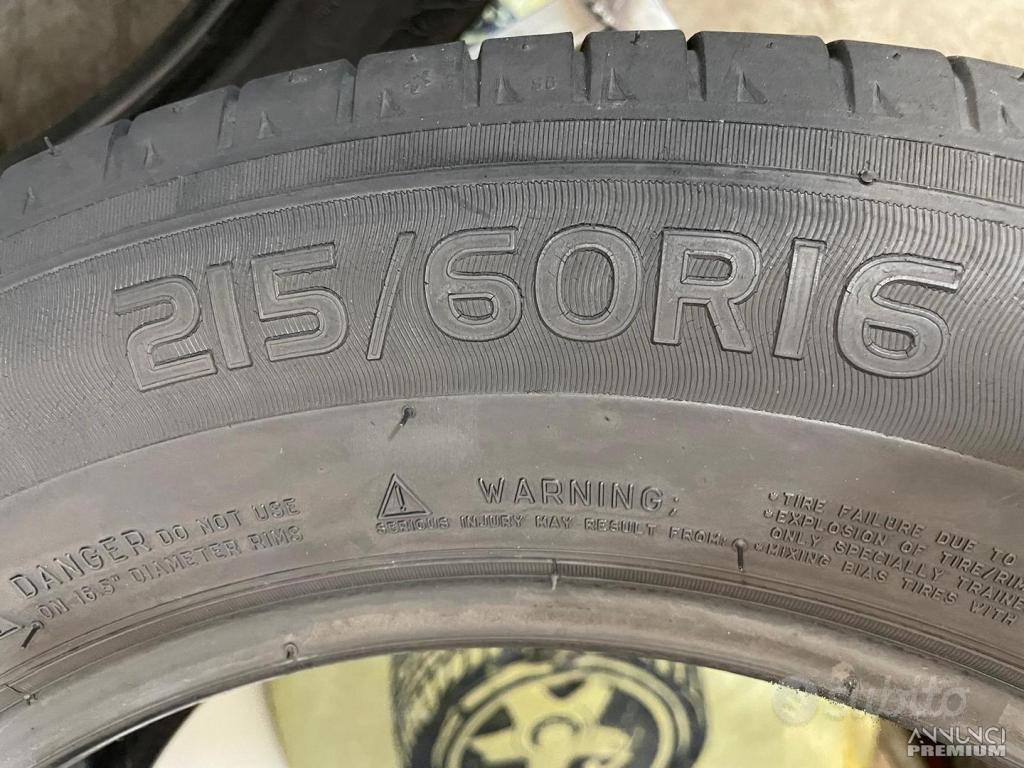 215/60R16
DANGER DO NOT USE
ON 16.5" DIAMETER RIMS
WARNING:
SERIOUS INJURY MAY RESULT FROM:
•TIRE FAILURE DUE TO
•EXPLOSION OF TIRE/RIM
ONLY SPECIALLY TRAINE
•MIXING BIAS TIRES WITH
subito
ANNUNCI
PREMIUM